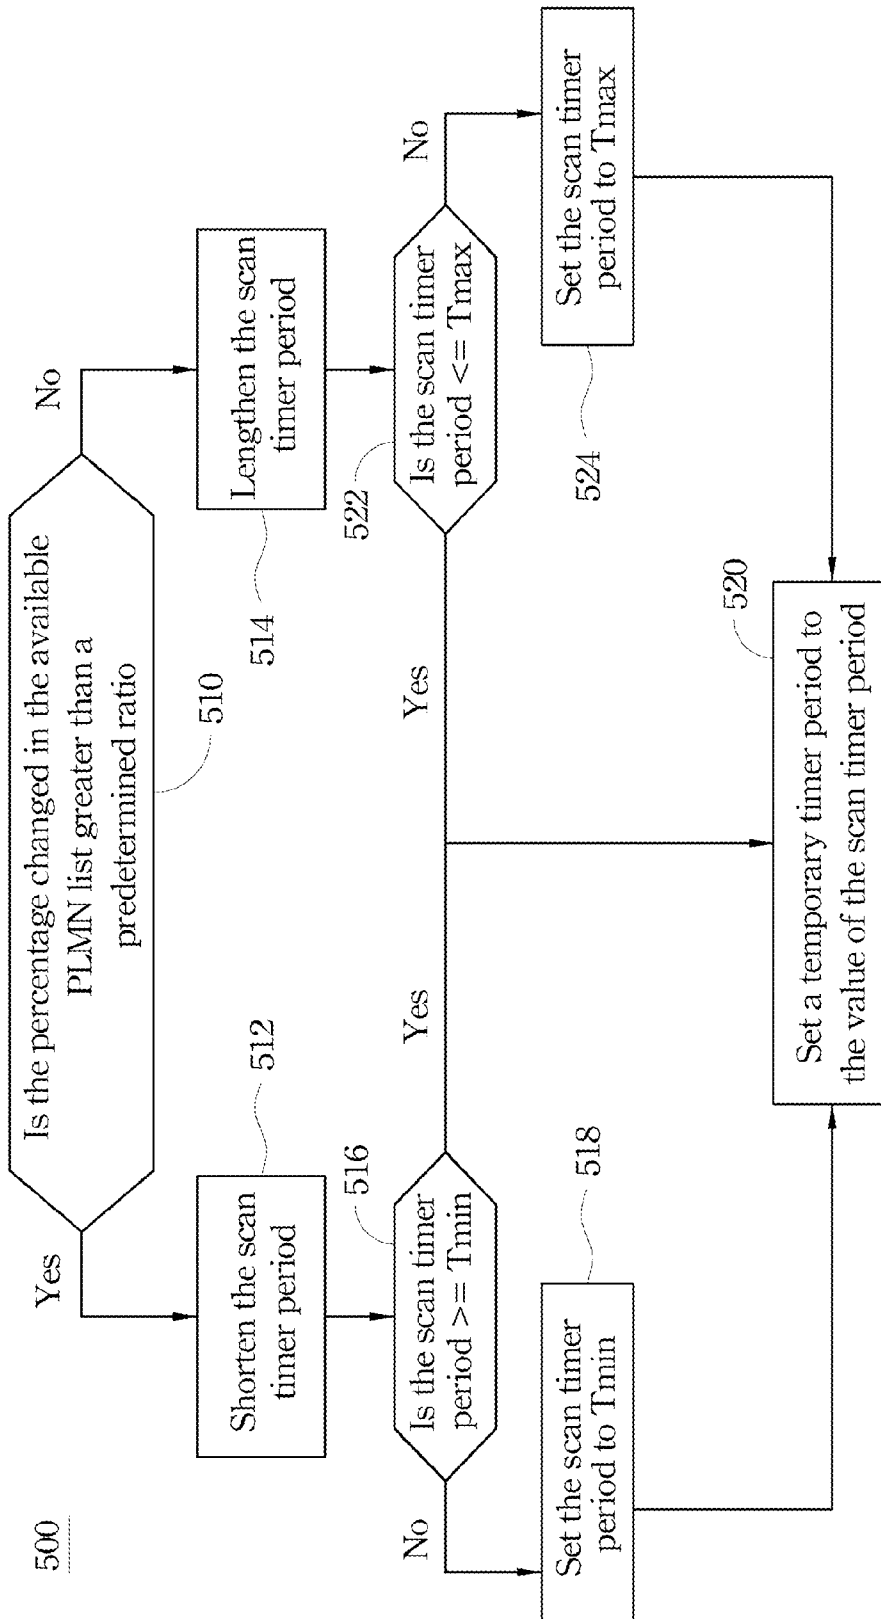 500
Is the percentage changed in the available
PLMN list greater than a
predetermined ratio
510
Yes
No
Shorten the scan
timer period
512
Lengthen the scan
timer period
514
Is the scan timer
period >= Tmin
516
Is the scan timer
period <= Tmax
522
No
Yes
Yes
No
Set the scan timer
period to Tmin
518
Set the scan timer
period to Tmax
524
Set a temporary timer period to
the value of the scan timer period
520